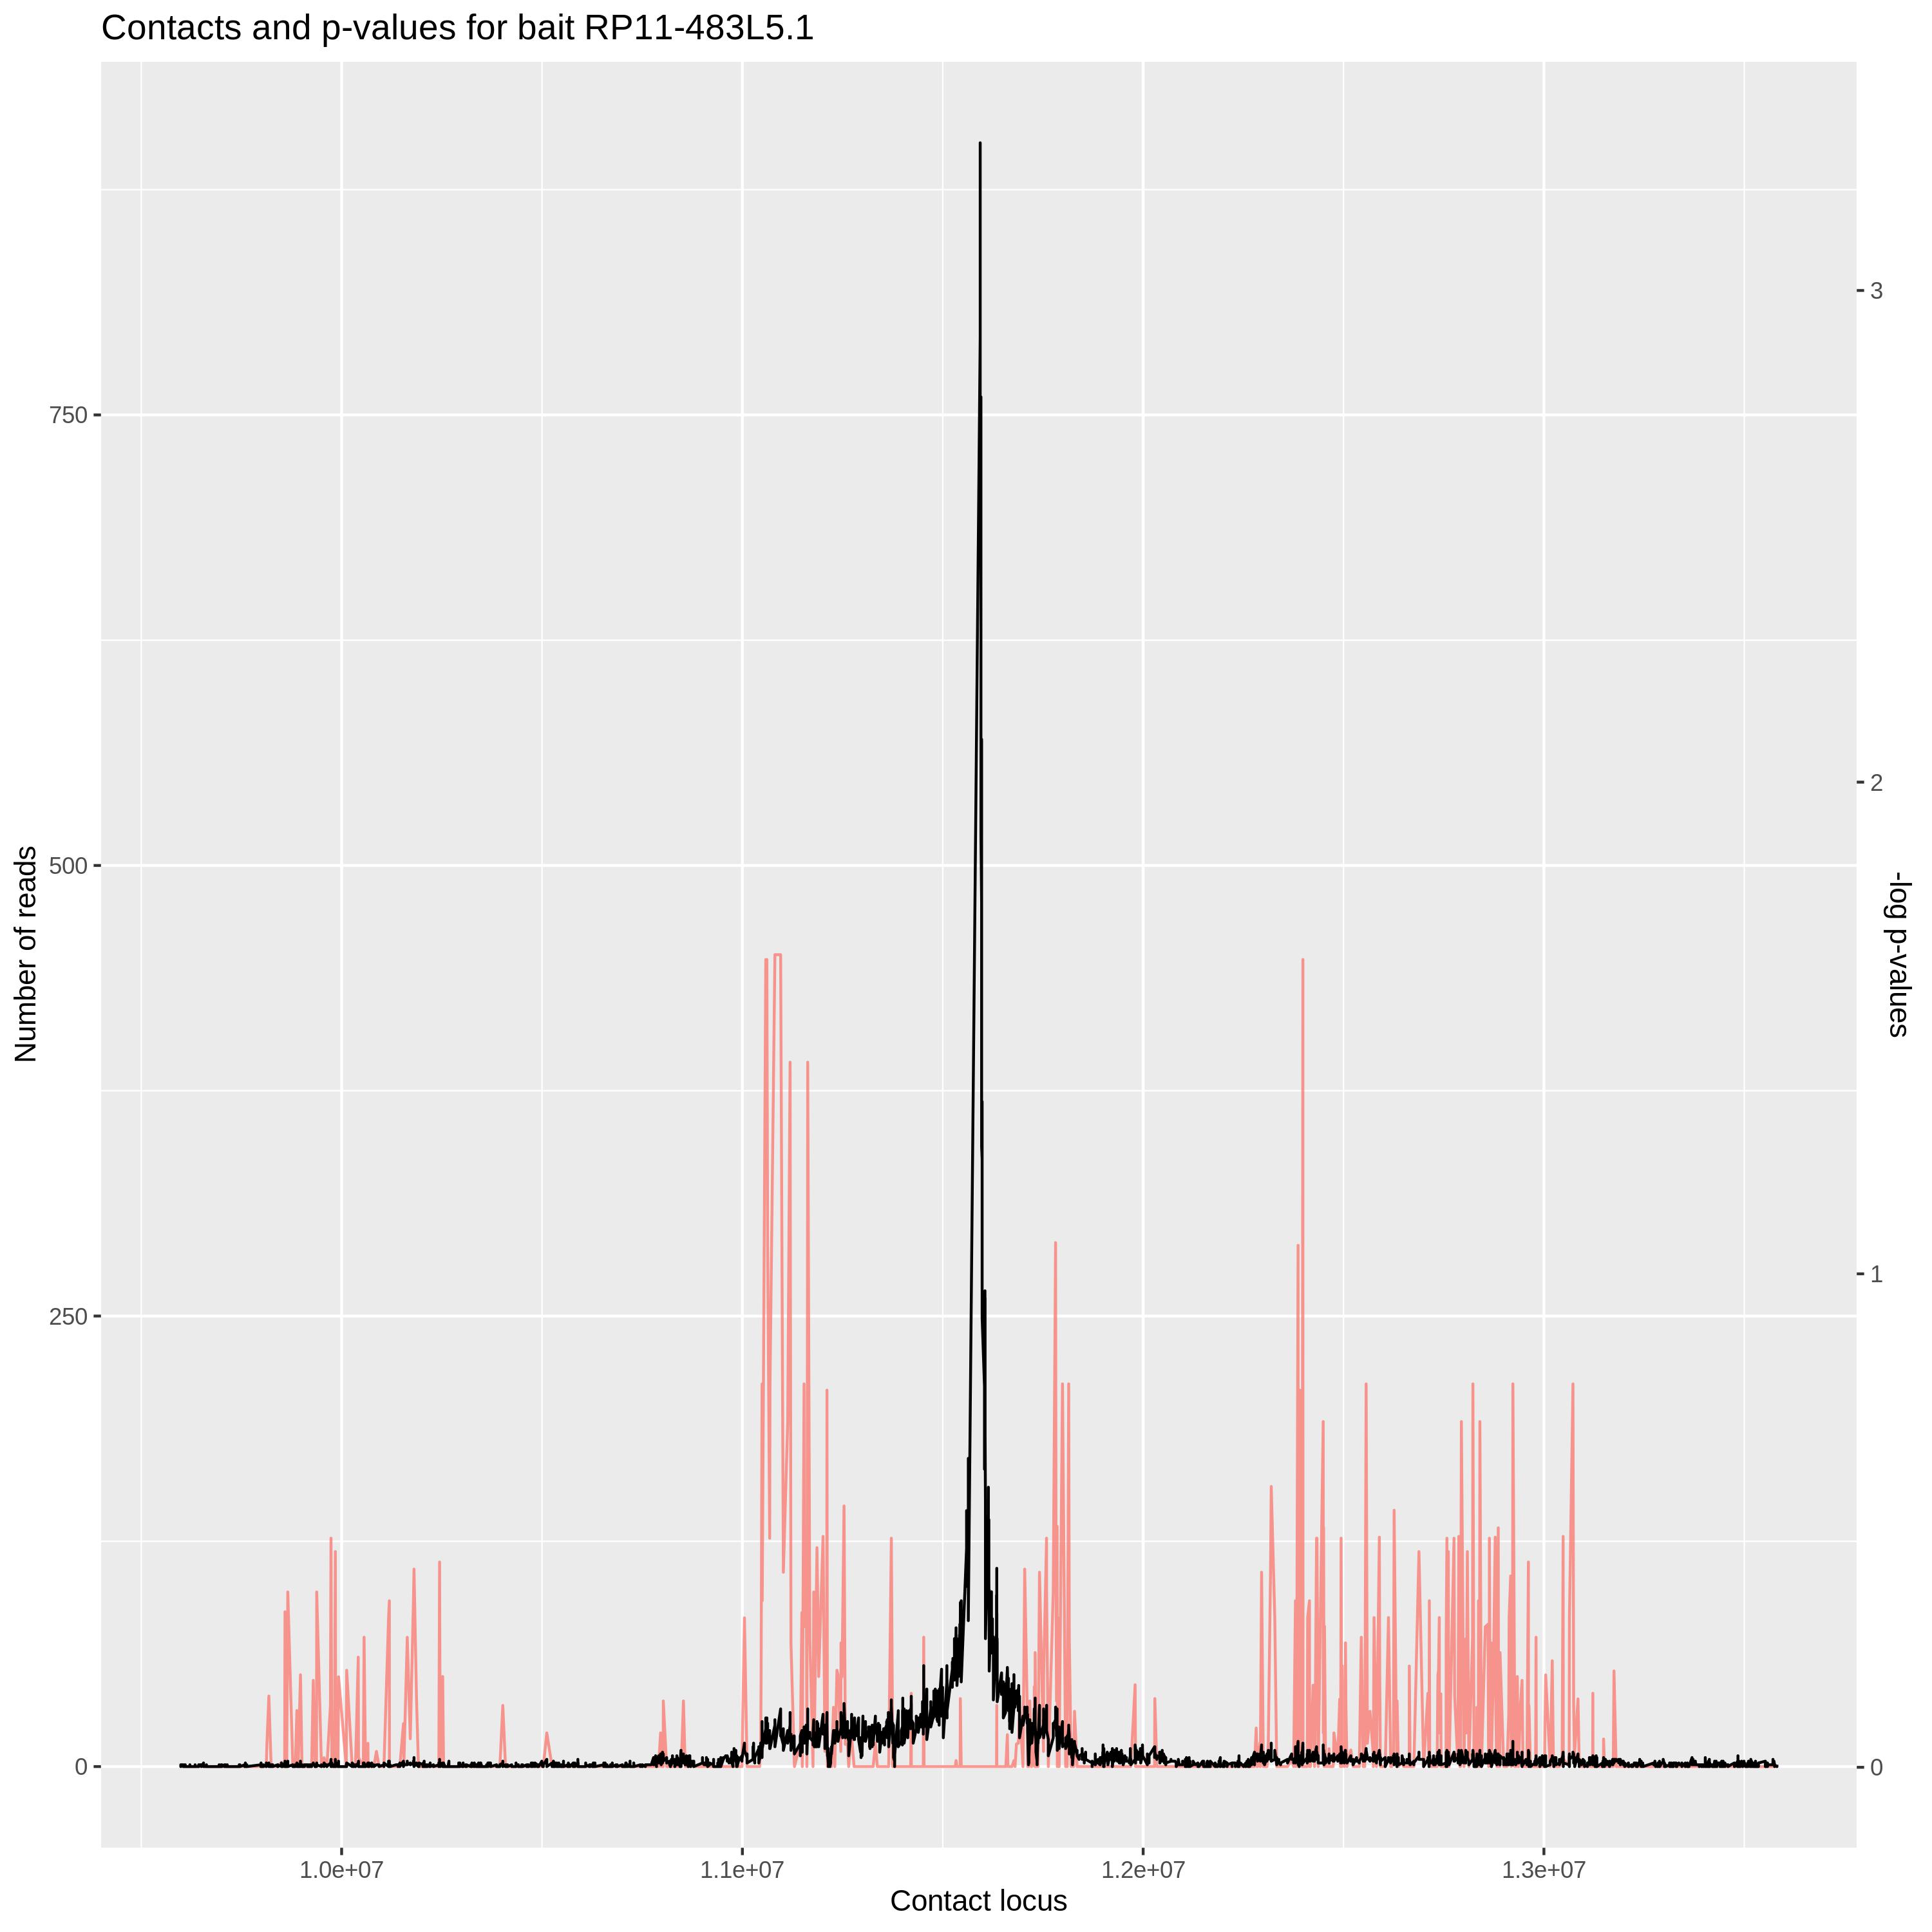 Contacts and p-values for bait RP11-483L5.1
Number of reads
750
500
250
0
3
2
1
0
-log p-values
1.0e+07 1.1e+07 1.2e+07 1.3e+07
Contact locus